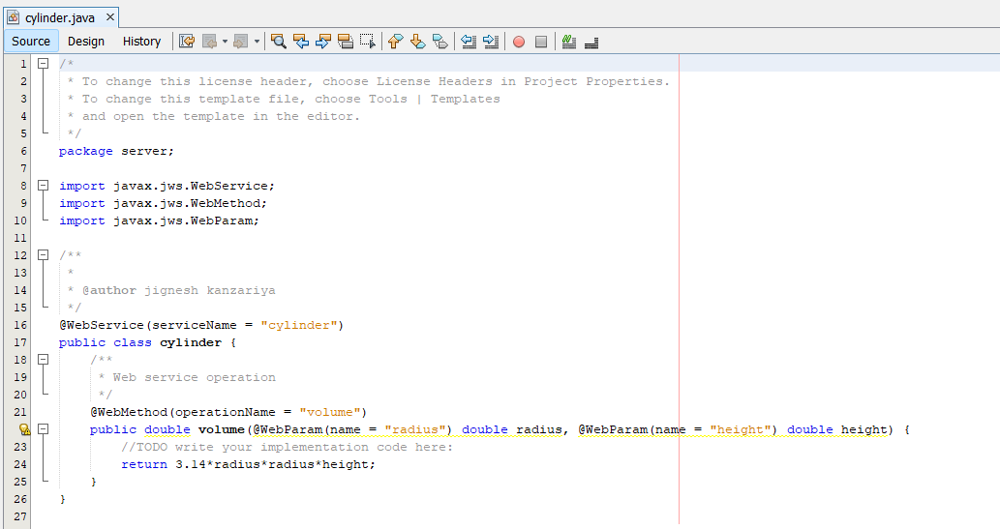 cylinder.java
Source Design History
1 /*
2 * To change this license header, choose License Headers in Project Properties.
3 * To change this template file, choose Tools | Templates
4 * and open the template in the editor.
5 */
6 package server;
7
8 import javax.jws.WebService;
9 import javax.jws.WebMethod;
10 import javax.jws.WebParam;
11
12 /**
13 *
14 * @author jignesh kanzariya
15 */
16 @WebService(serviceName = "cylinder")
17 public class cylinder {
18 /**
19 * Web service operation
20 */
21 @WebMethod(operationName = "volume")
public double volume(@WebParam(name = "radius") double radius, @WebParam(name = "height") double height) {
23 //TODO write your implementation code here:
24 return 3.14*radius*radius*height;
25 }
26 }
27